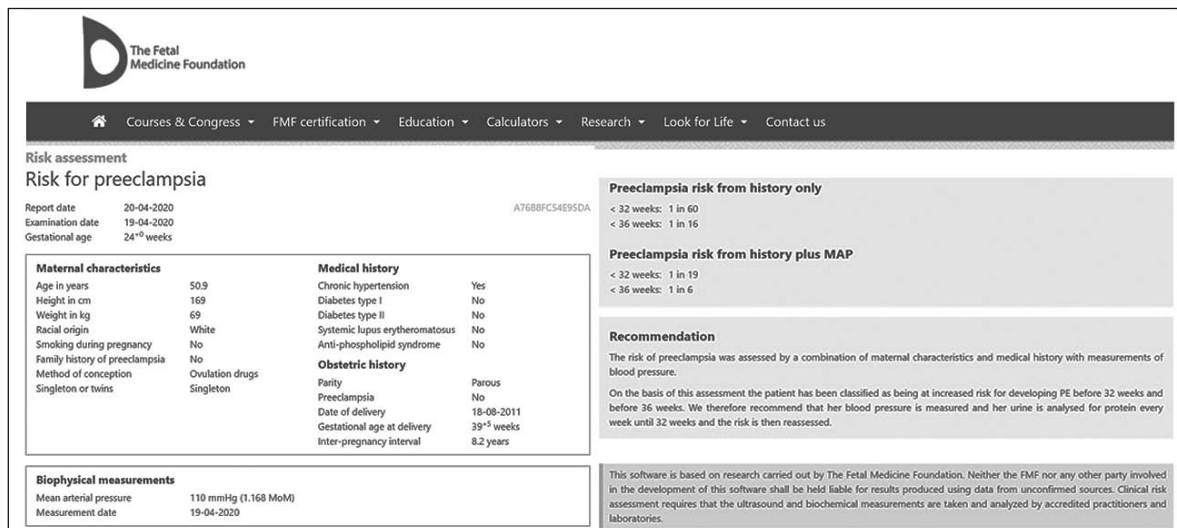 The Fetal
Medicine Foundation
Courses & Congress
FMF certification
Education
Calculators
Research
Look for Life
Contact us
Risk assessment
Risk for preeclampsia
Report date 20-04-2020 A76B8FC54E95DA
Examination date 19-04-2020
Gestational age 24+0 weeks
Maternal characteristics
Age in years 50.9
Height in cm 169
Weight in kg 69
Racial origin White
Smoking during pregnancy No
Family history of preeclampsia No
Method of conception Ovulation drugs
Singleton or twins Singleton
Medical history
Chronic hypertension Yes
Diabetes type I No
Diabetes type II No
Systemic lupus erytheromatosus No
Anti-phospholipid syndrome No
Obstetric history
Parity Parous
Preeclampsia No
Date of delivery 18-08-2011
Gestational age at delivery 39+5 weeks
Inter-pregnancy interval 8.2 years
Biophysical measurements
Mean arterial pressure 110 mmHg (1.168 MoM)
Measurement date 19-04-2020
Preeclampsia risk from history only
< 32 weeks: 1 in 60
< 36 weeks: 1 in 16
Preeclampsia risk from history plus MAP
< 32 weeks: 1 in 19
< 36 weeks: 1 in 6
Recommendation
The risk of preeclampsia was assessed by a combination of maternal characteristics and medical history with measurements of
blood pressure.
On the basis of this assessment the patient has been classified as being at increased risk for developing PE before 32 weeks and
before 36 weeks. We therefore recommend that her blood pressure is measured and her urine is analysed for protein every
week until 32 weeks and the risk is then reassessed.
This software is based on research carried out by The Fetal Medicine Foundation. Neither the FMF nor any other party involved
in the development of this software shall be held liable for results produced using data from unconfirmed sources. Clinical risk
assessment requires that the ultrasound and biochemical measurements are taken and analyzed by accredited practitioners and
laboratories.